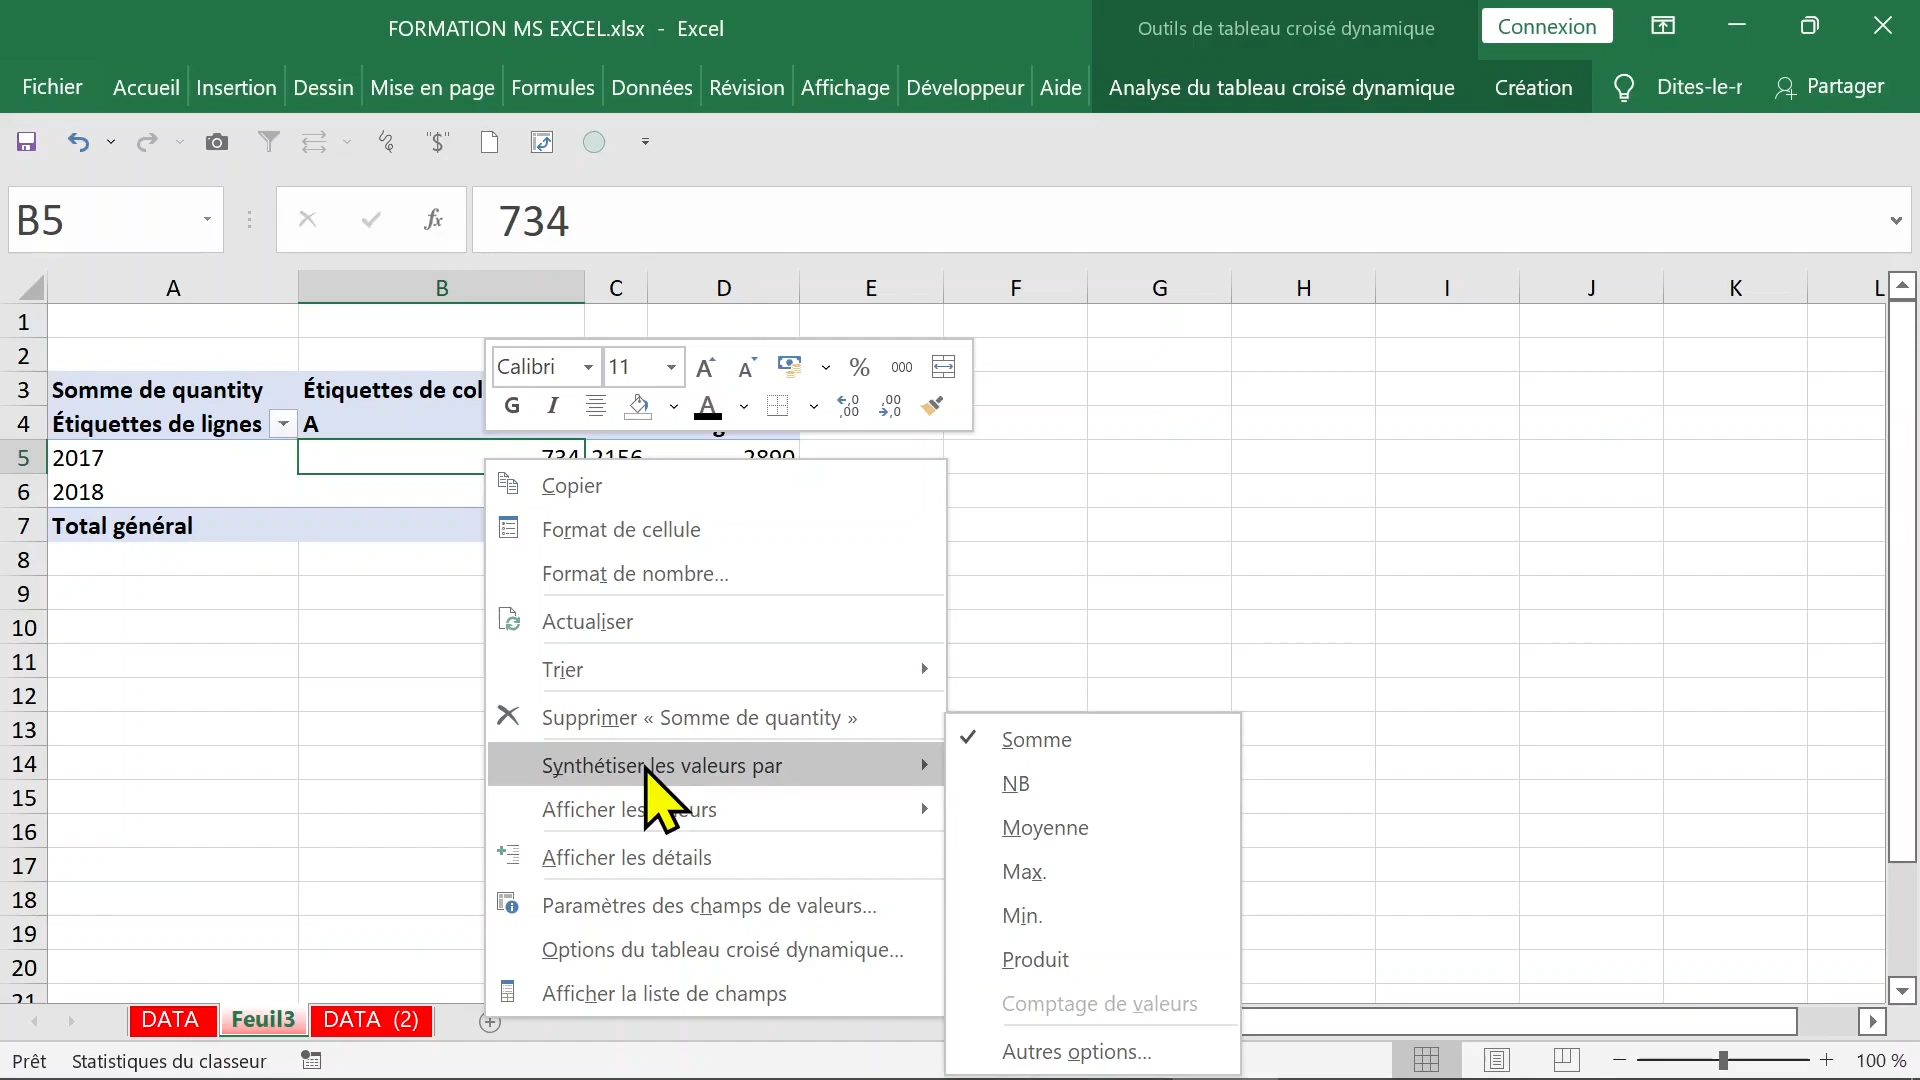 FORMATION MS EXCEL.xlsx - Excel
Outils de tableau croisé dynamique
Connexion
Fichier Accueil Insertion Dessin Mise en page Formules Données Révision Affichage Développeur Aide Analyse du tableau croisé dynamique Création Dites-le-r Partager
"$"
B5 fx 734
A B C D E F G H I J K L
1
2
3 Somme de quantity Étiquettes de col
4 Étiquettes de lignes A
5 2017 734 2156 2890
6 2018
7 Total général
8
9
10
11
12
13
14
15
16
17
18
19
20
21
Calibri 11 A A % 000
G I A ,00 ,00
Copier
Format de cellule
Format de nombre...
Actualiser
Trier
Supprimer « Somme de quantity »
Synthétiser les valeurs par
Afficher les
Afficher les détails
Paramètres des champs de valeurs...
Options du tableau croisé dynamique...
Afficher la liste de champs
Somme
NB
Moyenne
Max.
Min.
Produit
Comptage de valeurs
Autres options...
DATA Feuil3 DATA (2)
Prêt Statistiques du classeur 100 %